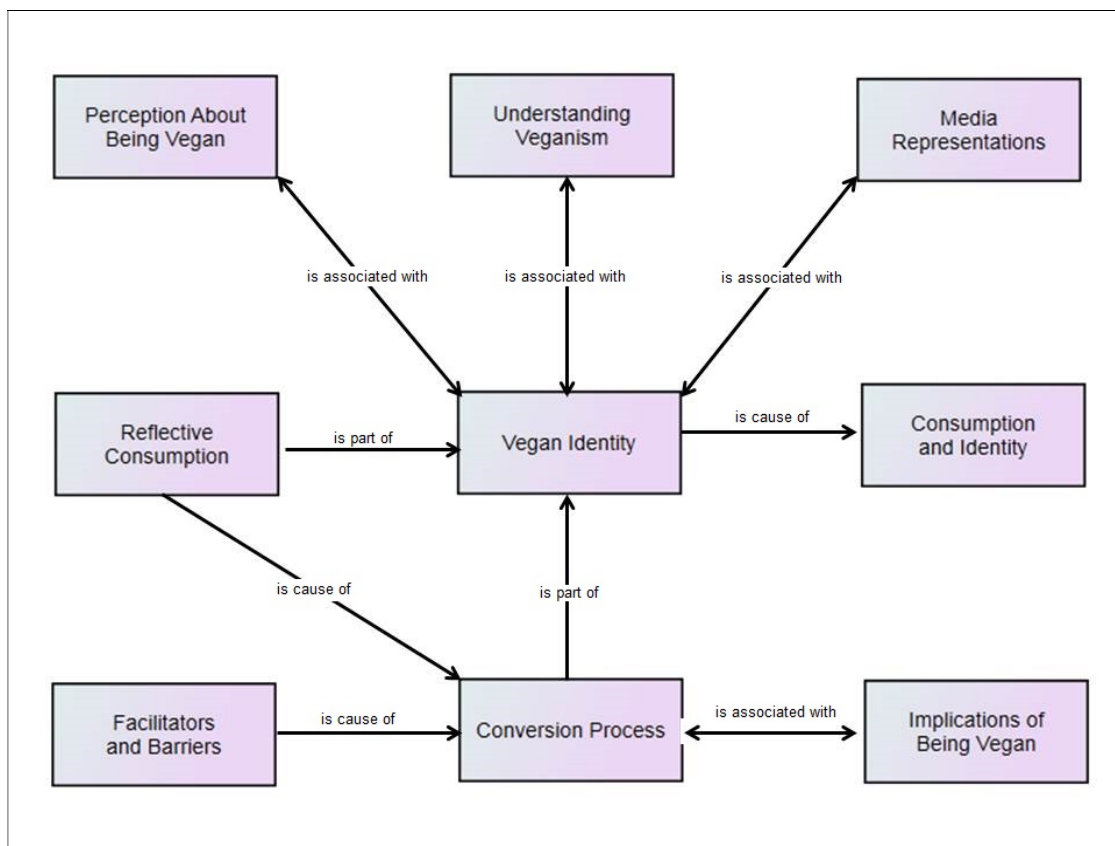 Perception About
Being Vegan
Understanding
Veganism
Media
Representations
is associated with
is associated with
is associated with
Reflective
Consumption
is part of
Vegan Identity
is cause of
Consumption
and Identity
is cause of
is part of
Facilitators
and Barriers
is cause of
Conversion Process
is associated with
Implications of
Being Vegan